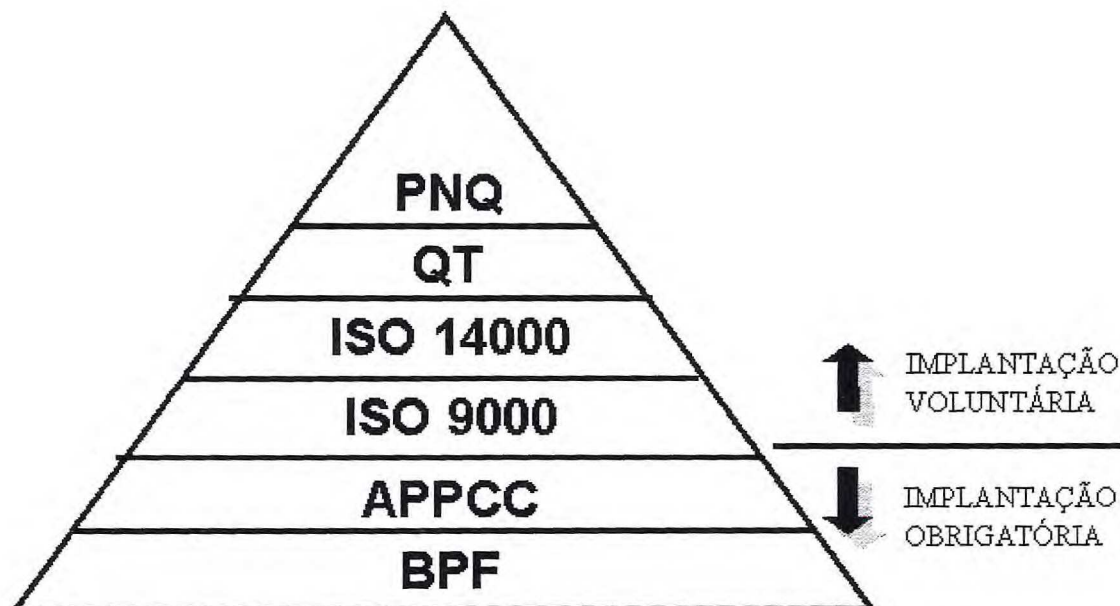 PNQ
QT
ISO 14000
ISO 9000
APPCC
BPF
IMPLANTAÇÃO
VOLUNTÁRIA
IMPLANTAÇÃO
OBRIGATÓRIA